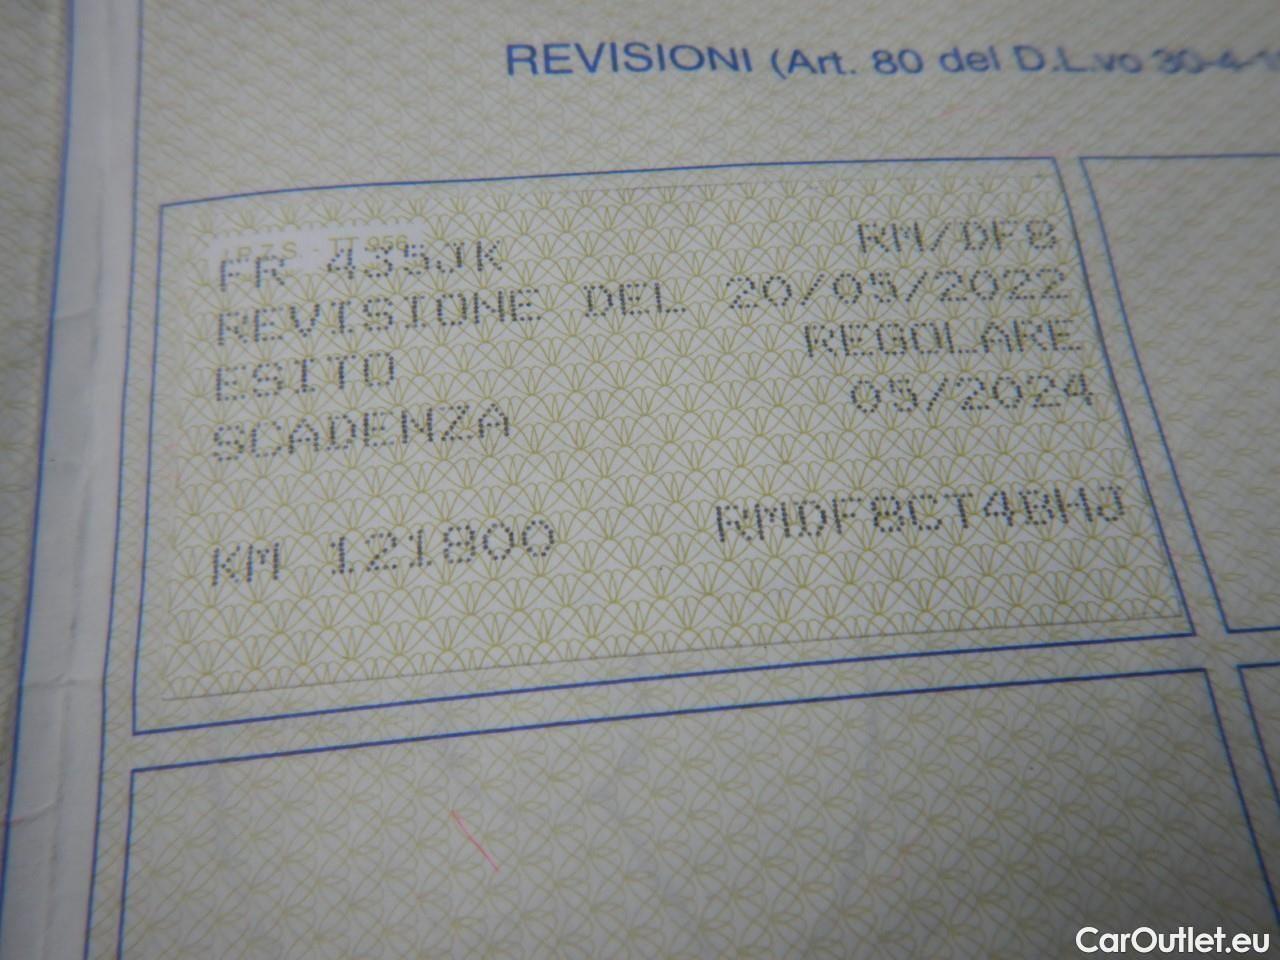 REVISIONI (Art. 80 del D.L.vo 30-4-1
FR 435JK RM/DF8
REVISIONE DEL 20/05/2022
ESITO REGOLARE
SCADENZA 05/2024
KM 121800 RMDF8CT4BHJ
CarOutlet.eu